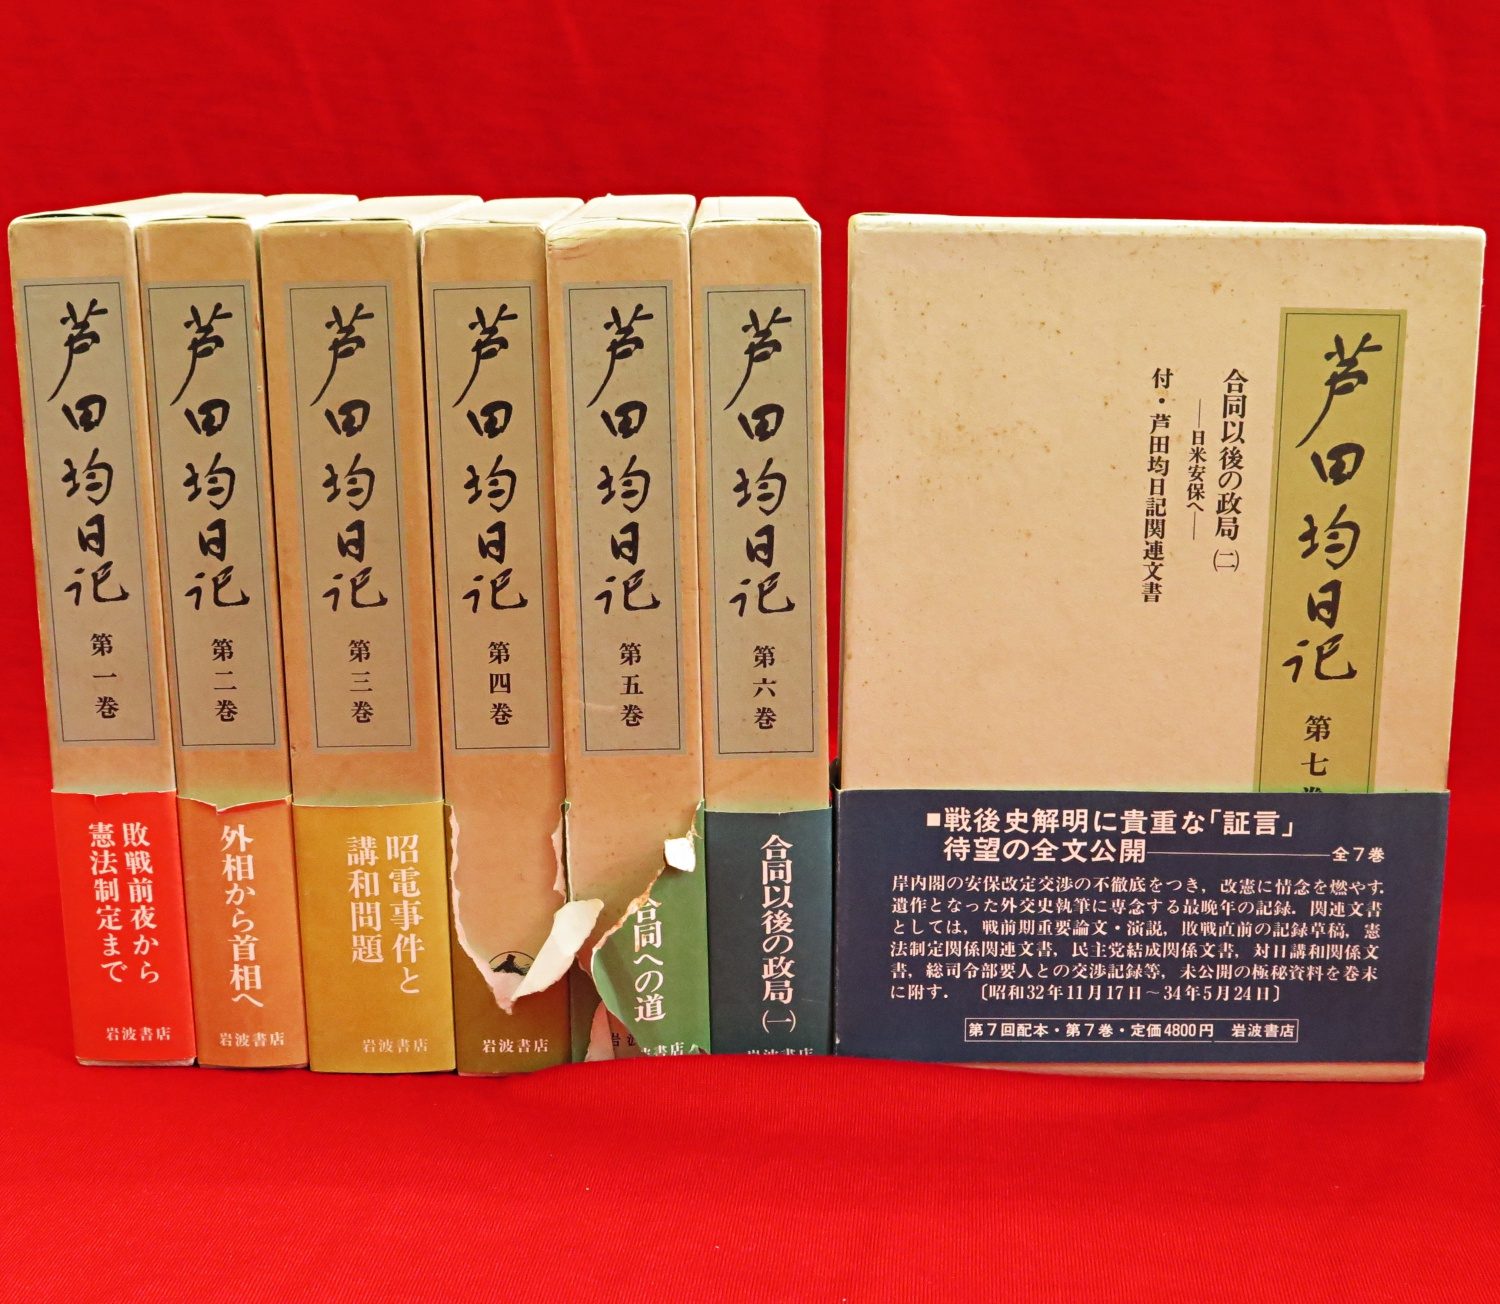 芦田均日記
第一巻
敗戦前夜から
憲法制定まで
岩波書店
芦田均日記
第二巻
外相から首相へ
岩波書店
芦田均日記
第三巻
昭電事件と
講和問題
岩波書店
芦田均日記
第四巻
岩波書店
芦田均日記
第五巻
合同への道
岩波書店
芦田均日記
第六巻
合同以後の政局(一)
岩波書店
芦田均日記
第七巻
合同以後の政局(二)
―日米安保へ―
付・芦田均日記関連文書
■戦後史解明に貴重な「証言」
待望の全文公開――全7巻
岸内閣の安保改定交渉の不徹底をつき，改憲に情念を燃やす．
遺作となった外交史執筆に専念する最晩年の記録．関連文書
としては，戦前期重要論文・演説，敗戦直前の記録草稿，憲
法制定関係関連文書，民主党結成関係文書，対日講和関係文
書，総司令部要人との交渉記録等，未公開の極秘資料を巻末
に附す．〔昭和32年11月17日～34年5月24日〕
第7回配本・第7巻・定価4800円 岩波書店